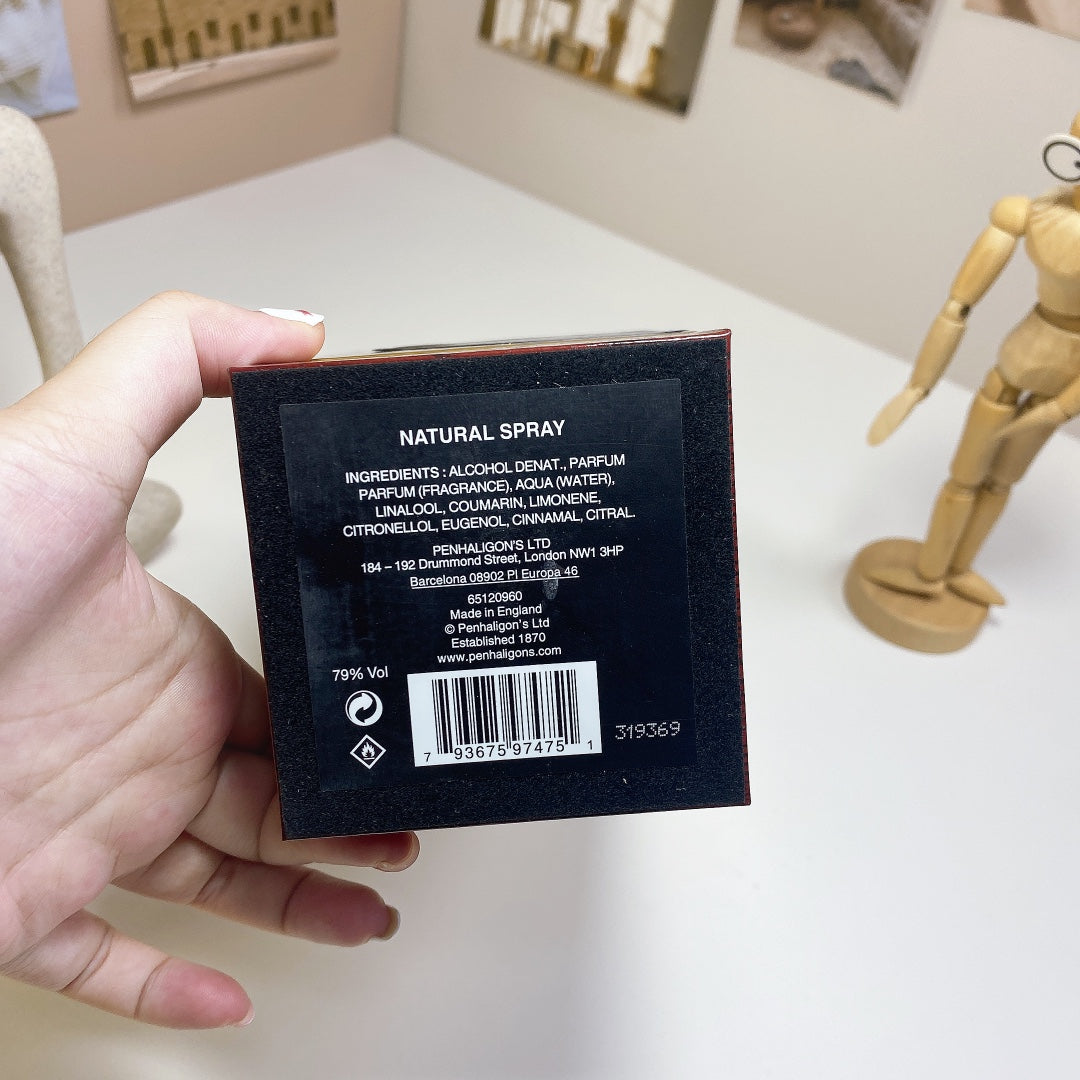 NATURAL SPRAY
INGREDIENTS : ALCOHOL DENAT., PARFUM
PARFUM (FRAGRANCE), AQUA (WATER),
LINALOOL, COUMARIN, LIMONENE,
CITRONELLOL, EUGENOL, CINNAMAL, CITRAL.
PENHALIGON'S LTD
184 – 192 Drummond Street, London NW1 3HP
Barcelona 08902 Pl Europa 46
65120960
Made in England
© Penhaligon's Ltd
Established 1870
www.penhaligons.com
79% Vol
319369
7 93675 97475 1